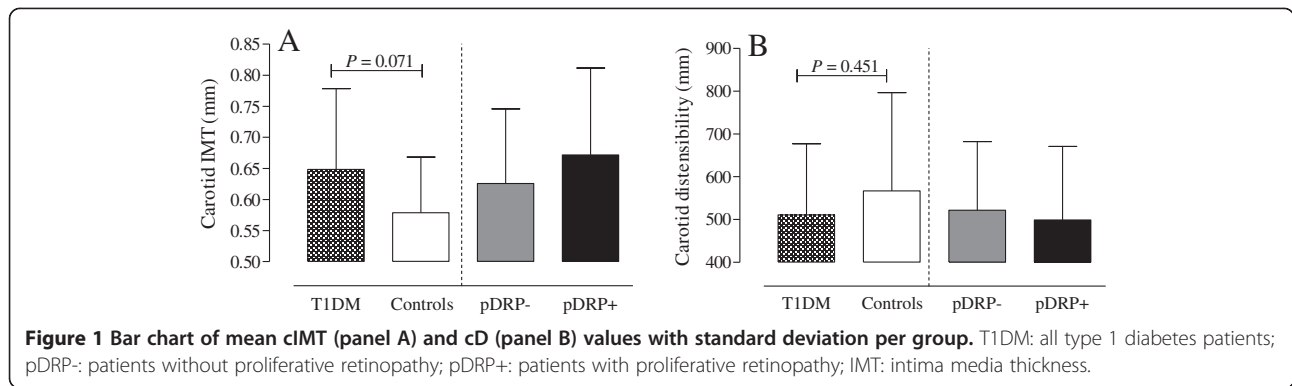 A
Carotid IMT (mm)
0.85
0.80
0.75
0.70
0.65
0.60
0.55
0.50
P = 0.071
T1DM Controls pDRP- pDRP+
B
Carotid distensibility (mm)
900
800
700
600
500
400
P = 0.451
T1DM Controls pDRP- pDRP+
Figure 1 Bar chart of mean cIMT (panel A) and cD (panel B) values with standard deviation per group. T1DM: all type 1 diabetes patients;
pDRP-: patients without proliferative retinopathy; pDRP+: patients with proliferative retinopathy; IMT: intima media thickness.